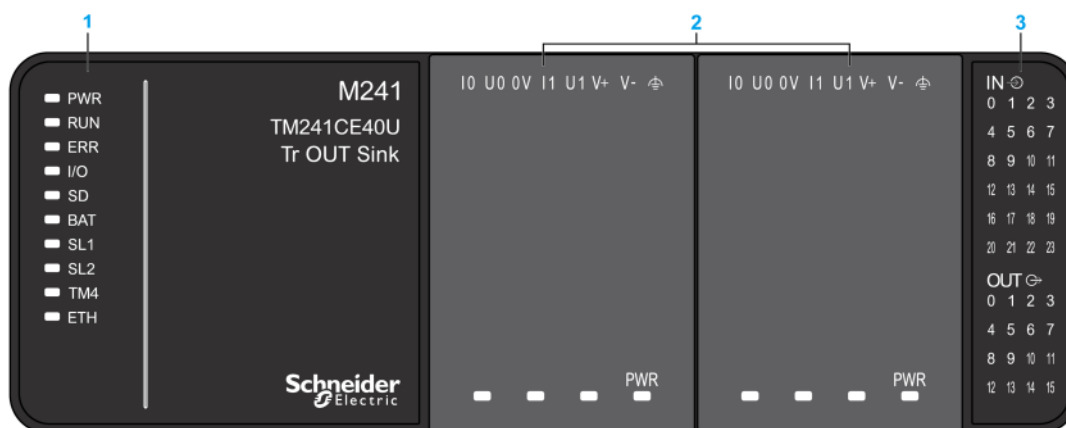 1
2
3
PWR
RUN
ERR
I/O
SD
BAT
SL1
SL2
TM4
ETH
M241
TM241CE40U
Tr OUT Sink
Schneider
Electric
I0 U0 0V I1 U1 V+ V-
PWR
I0 U0 0V I1 U1 V+ V-
PWR
IN
0 1 2 3
4 5 6 7
8 9 10 11
12 13 14 15
16 17 18 19
20 21 22 23
OUT
0 1 2 3
4 5 6 7
8 9 10 11
12 13 14 15